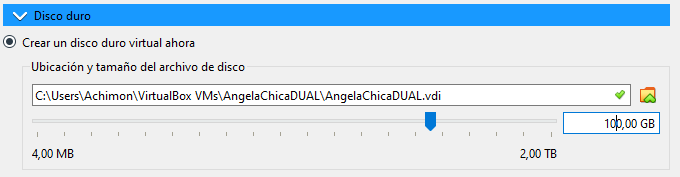 Disco duro
Crear un disco duro virtual ahora
Ubicación y tamaño del archivo de disco
C:\Users\Achimon\VirtualBox VMs\AngelaChicaDUAL\AngelaChicaDUAL.vdi
100,00 GB
4,00 MB 2,00 TB